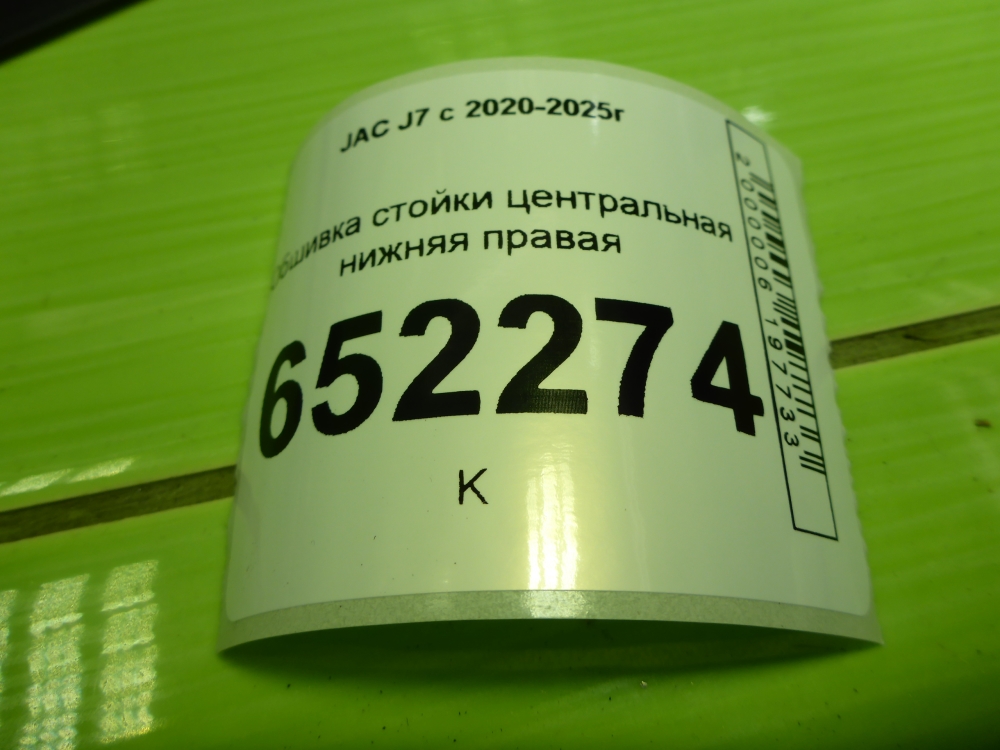 JAC J7 с 2020-2025г
Обшивка стойки центральная
нижняя правая
652274
К
2000006197733